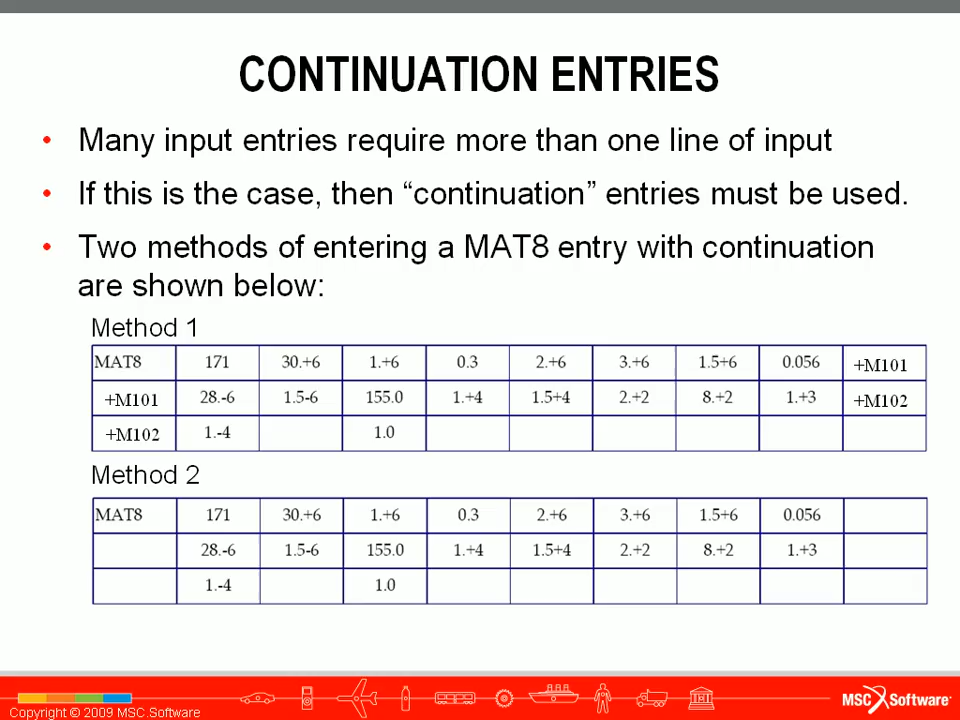 CONTINUATION ENTRIES
• Many input entries require more than one line of input
• If this is the case, then “continuation” entries must be used.
• Two methods of entering a MAT8 entry with continuation
are shown below:
Method 1
MAT8 171 30.+6 1.+6 0.3 2.+6 3.+6 1.5+6 0.056 +M101
+M101 28.-6 1.5-6 155.0 1.+4 1.5+4 2.+2 8.+2 1.+3 +M102
+M102 1.-4 1.0
Method 2
MAT8 171 30.+6 1.+6 0.3 2.+6 3.+6 1.5+6 0.056
28.-6 1.5-6 155.0 1.+4 1.5+4 2.+2 8.+2 1.+3
1.-4 1.0
Copyright © 2009 MSC.Software
MSC Software